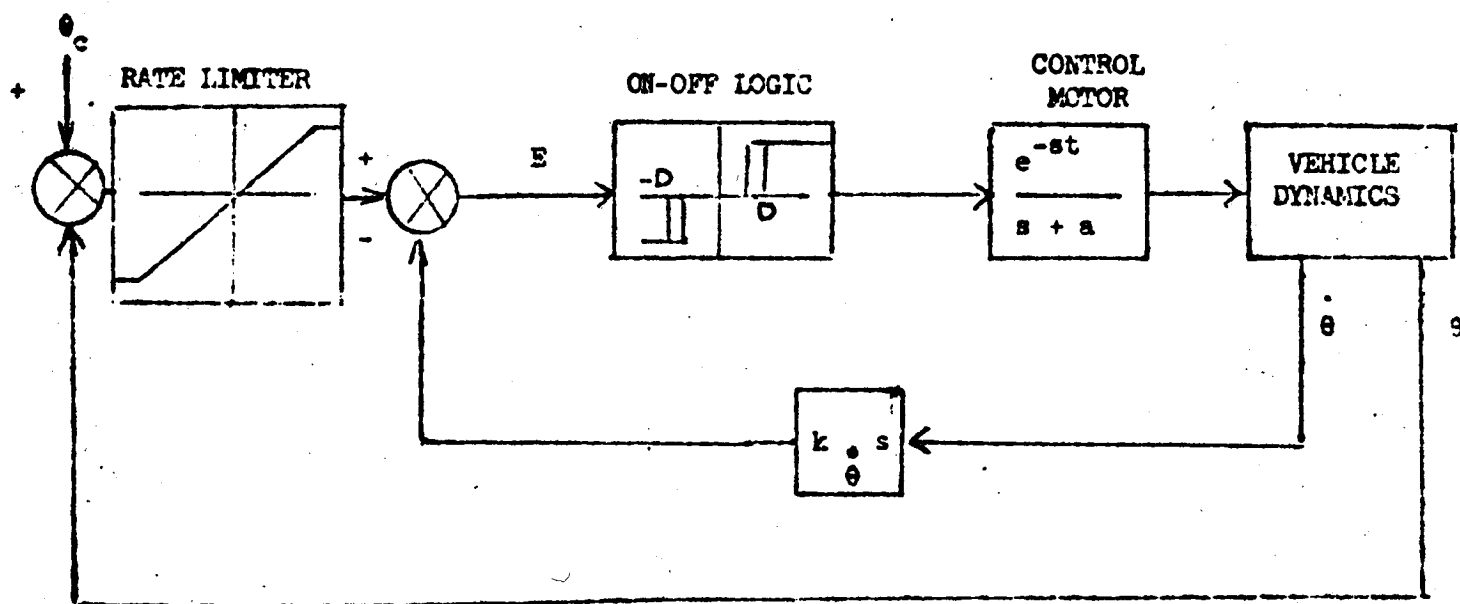 θc
+
RATE LIMITER
ON-OFF LOGIC
CONTROL
MOTOR
+
-
E
-D
D
e^-st
s + a
VEHICLE
DYNAMICS
θ̇
θ
k θ̇ s